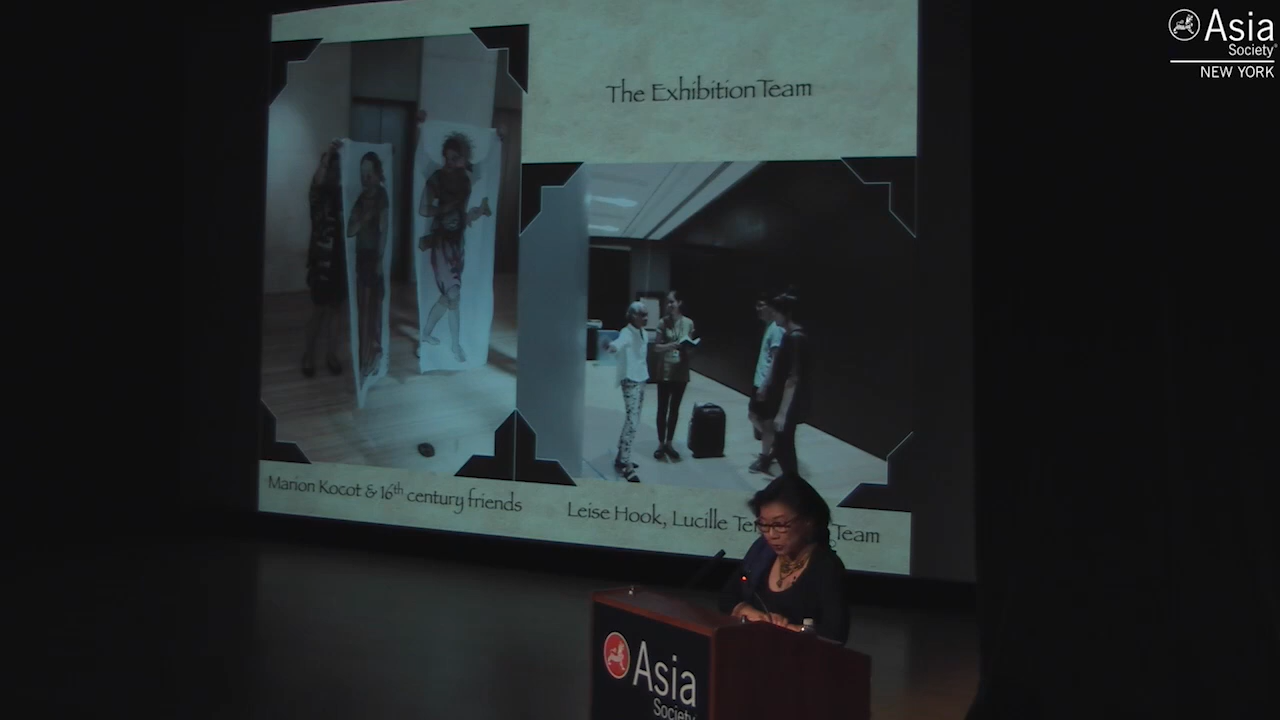 Asia
Society
NEW YORK
The Exhibition Team
Marion Kocot & 16th century friends
Leise Hook, Lucille Team
Asia
Society